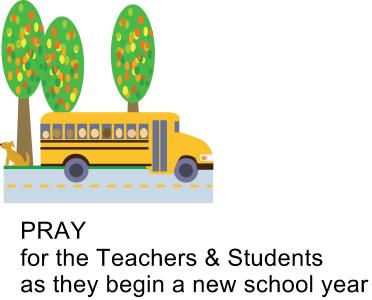 PRAY
for the Teachers & Students
as they begin a new school year